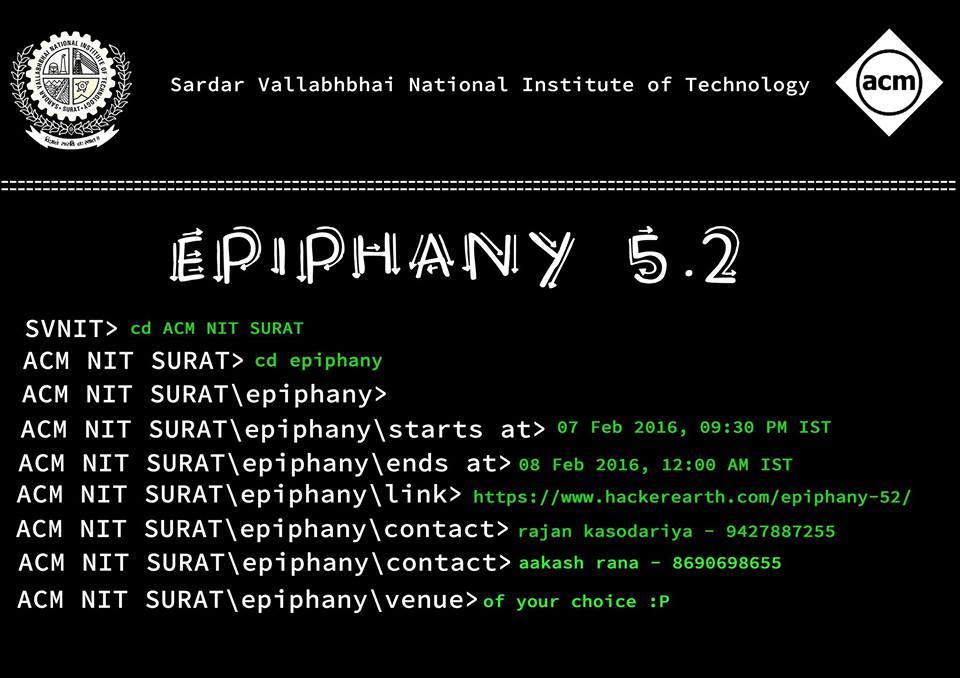 SARDAR VALLABHBHAI NATIONAL INSTITUTE OF TECHNOLOGY
SURAT
Sardar Vallabhbhai National Institute of Technology
acm
EPIPHANY 5.2
SVNIT> cd ACM NIT SURAT
ACM NIT SURAT> cd epiphany
ACM NIT SURAT\epiphany>
ACM NIT SURAT\epiphany\starts at> 07 Feb 2016, 09:30 PM IST
ACM NIT SURAT\epiphany\ends at> 08 Feb 2016, 12:00 AM IST
ACM NIT SURAT\epiphany\link> https://www.hackerearth.com/epiphany-52/
ACM NIT SURAT\epiphany\contact> rajan kasodariya - 9427887255
ACM NIT SURAT\epiphany\contact> aakash rana - 8690698655
ACM NIT SURAT\epiphany\venue> of your choice :P